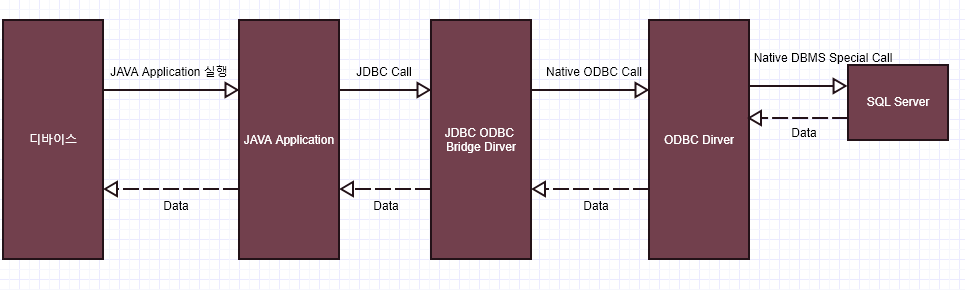 JAVA Application 실행
JDBC Call
Native ODBC Call
Native DBMS Special Call
SQL Server
디바이스
JAVA Application
JDBC ODBC
Bridge Dirver
ODBC Dirver
Data
Data
Data
Data